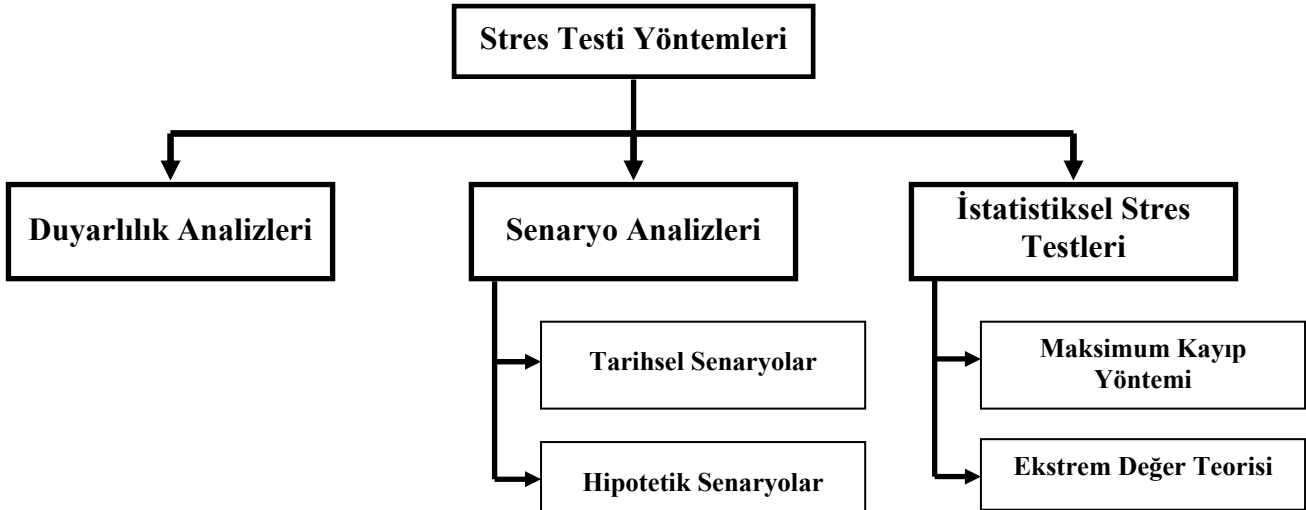 Stres Testi Yöntemleri
Duyarlılık Analizleri
Senaryo Analizleri
İstatistiksel Stres
Testleri
Tarihsel Senaryolar
Hipotetik Senaryolar
Maksimum Kayıp
Yöntemi
Ekstrem Değer Teorisi